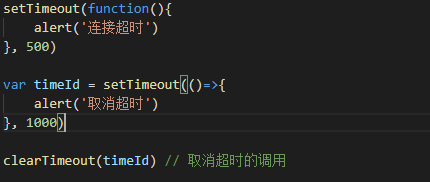 setTimeout(function(){
    alert('连接超时')
}, 500)

var timeId = setTimeout(()=>{
    alert('取消超时')
}, 1000)

clearTimeout(timeId) // 取消超时的调用